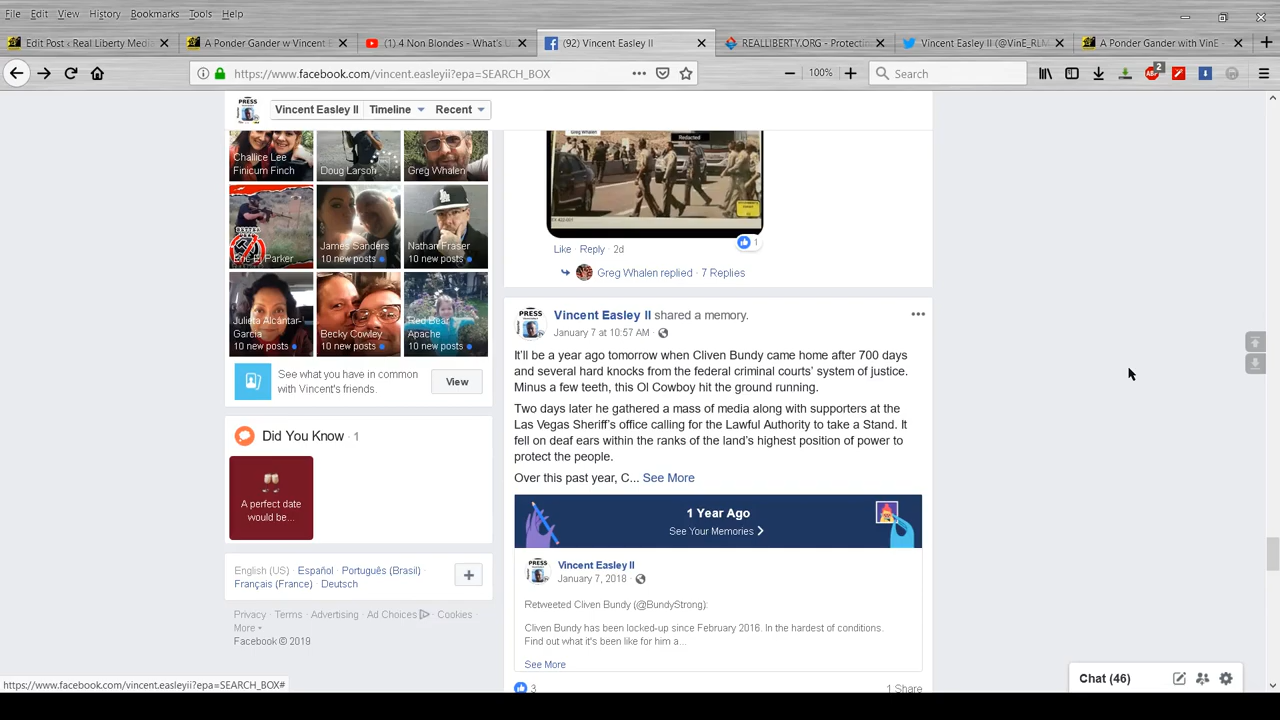 File Edit View History Bookmarks Tools Help
Edit Post - Real Liberty Medi
A Ponder Gander w Vincent E
(1) 4 Non Blondes - What's U
(92) Vincent Easley II
REALLIBERTY.ORG - Protectin
Vincent Easley II (@VinE_RLM
A Ponder Gander with VinE -
https://www.facebook.com/vincent.easleyii?epa=SEARCH_BOX
100%
Search
2
PRESS
Vincent Easley II
Timeline
Recent
Challice Lee
Finicum Finch
Doug Larson
Greg Whalen
Eric Ej Parker
James Sanders
10 new posts
Nathan Fraser
10 new posts
Julieta Alcantar-
Garcia
10 new posts
Becky Cowley
10 new posts
Red Bear
Apache
10 new posts
See what you have in common
with Vincent's friends.
View
Did You Know · 1
A perfect date
would be...
English (US) · Español · Português (Brasil) ·
Français (France) · Deutsch
Privacy · Terms · Advertising · Ad Choices · Cookies ·
More
Facebook © 2019
Greg Whalen
Redacted
Like · Reply · 2d
1
Greg Whalen replied · 7 Replies
PRESS
Vincent Easley II shared a memory.
January 7 at 10:57 AM ·
It'll be a year ago tomorrow when Cliven Bundy came home after 700 days
and several hard knocks from the federal criminal courts' system of justice.
Minus a few teeth, this Ol Cowboy hit the ground running.
Two days later he gathered a mass of media along with supporters at the
Las Vegas Sheriff's office calling for the Lawful Authority to take a Stand. It
fell on deaf ears within the ranks of the land's highest position of power to
protect the people.
Over this past year, C... See More
1 Year Ago
See Your Memories
PRESS
Vincent Easley II
January 7, 2018 ·
Retweeted Cliven Bundy (@BundyStrong):
Cliven Bundy has been locked-up since February 2016. In the hardest of conditions.
Find out what it's been like for him a...
See More
3
1 Share
Chat (46)
https://www.facebook.com/vincent.easleyii?epa=SEARCH_BOX#